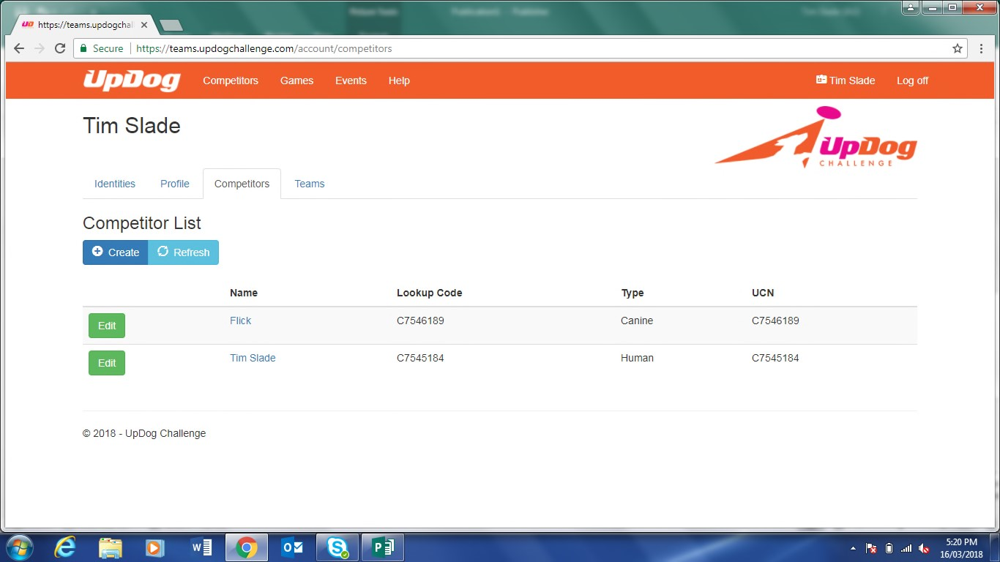 https://teams.updogchal
Secure https://teams.updogchallenge.com/account/competitors
UpDog Competitors Games Events Help Tim Slade Log off
Tim Slade
UpDog
CHALLENGE
Identities Profile Competitors Teams
Competitor List
Create Refresh
Name Lookup Code Type UCN
Edit Flick C7546189 Canine C7546189
Edit Tim Slade C7545184 Human C7545184
© 2018 - UpDog Challenge
5:20 PM
16/03/2018